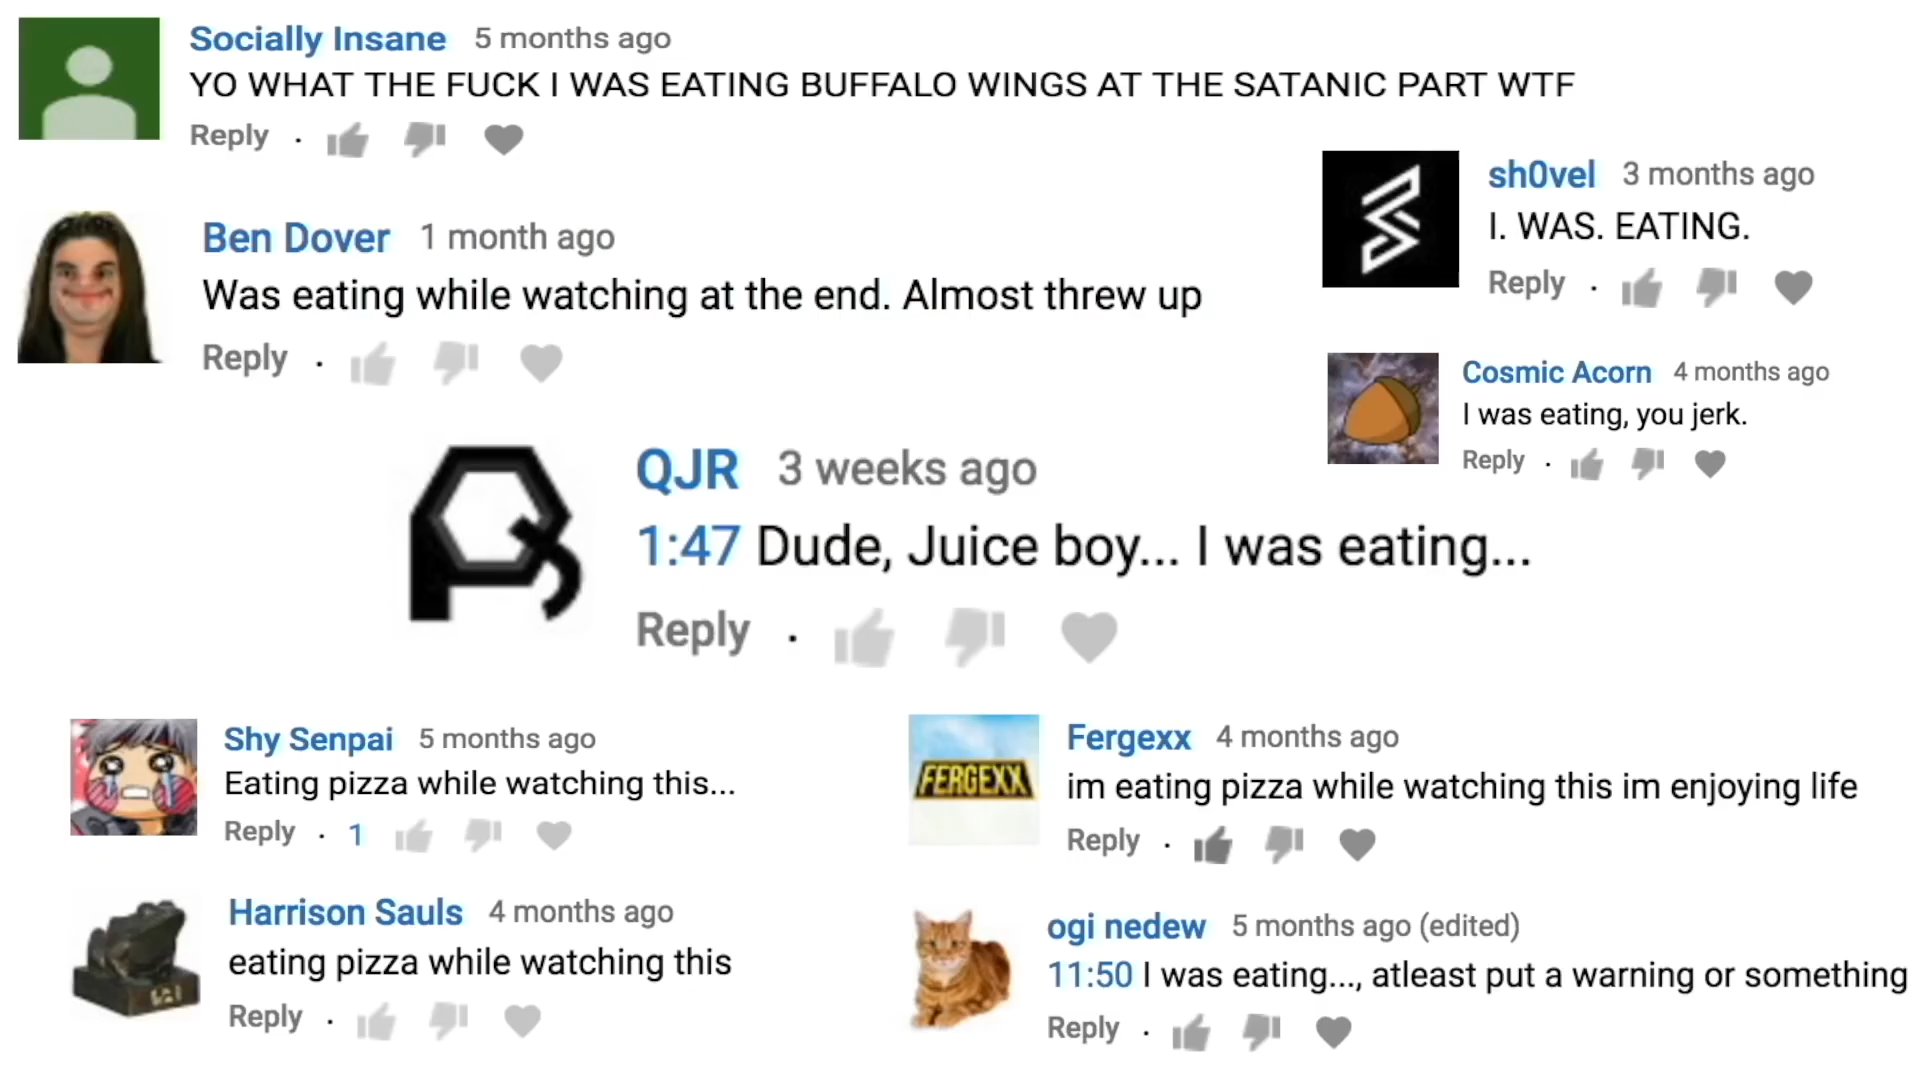 Socially Insane 5 months ago
YO WHAT THE FUCK I WAS EATING BUFFALO WINGS AT THE SATANIC PART WTF
Reply ·
sh0vel 3 months ago
I. WAS. EATING.
Reply ·
Ben Dover 1 month ago
Was eating while watching at the end. Almost threw up
Reply ·
Cosmic Acorn 4 months ago
I was eating, you jerk.
Reply ·
QJR 3 weeks ago
1:47 Dude, Juice boy... I was eating...
Reply ·
Shy Senpai 5 months ago
Eating pizza while watching this...
Reply · 1
FERGEXX
Fergexx 4 months ago
im eating pizza while watching this im enjoying life
Reply ·
Harrison Sauls 4 months ago
eating pizza while watching this
Reply ·
ogi nedew 5 months ago (edited)
11:50 I was eating..., atleast put a warning or something
Reply ·